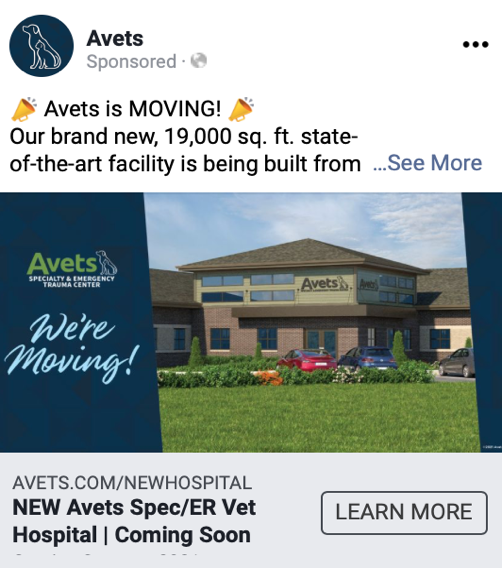 Avets
Sponsored ·
Avets is MOVING!
Our brand new, 19,000 sq. ft. state-
of-the-art facility is being built from ...See More
Avets
SPECIALTY & EMERGENCY
TRAUMA CENTER
We're
Moving!
Avets
Avets
AVETS.COM/NEWHOSPITAL
NEW Avets Spec/ER Vet
Hospital | Coming Soon
LEARN MORE